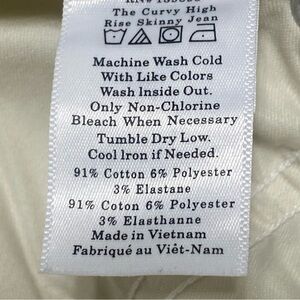 The Curvy High
Rise Skinny Jean
Machine Wash Cold
With Like Colors
Wash Inside Out.
Only Non-Chlorine
Bleach When Necessary
Tumble Dry Low.
Cool Iron if Needed.
91% Cotton 6% Polyester
3% Elastane
91% Coton 6% Polyester
3% Elasthanne
Made in Vietnam
Fabriqué au Viêt-Nam